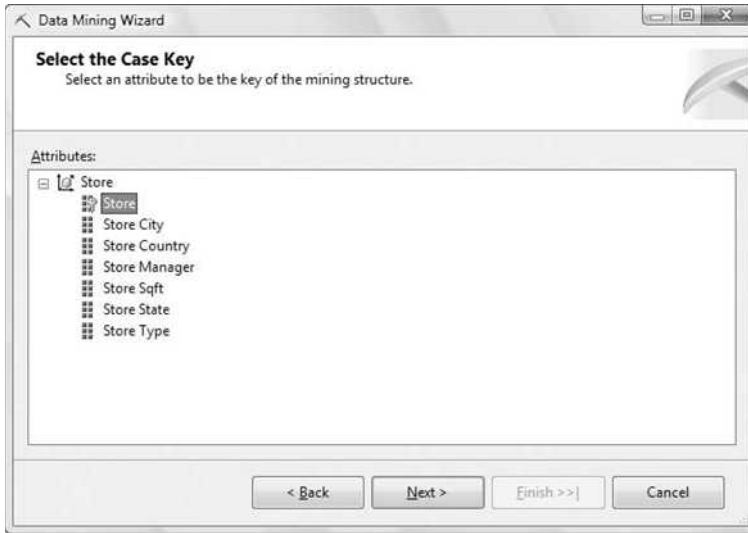 Data Mining Wizard
Select the Case Key
Select an attribute to be the key of the mining structure.
Attributes:
Store
Store
Store City
Store Country
Store Manager
Store Sqft
Store State
Store Type
< Back Next > Finish >>| Cancel